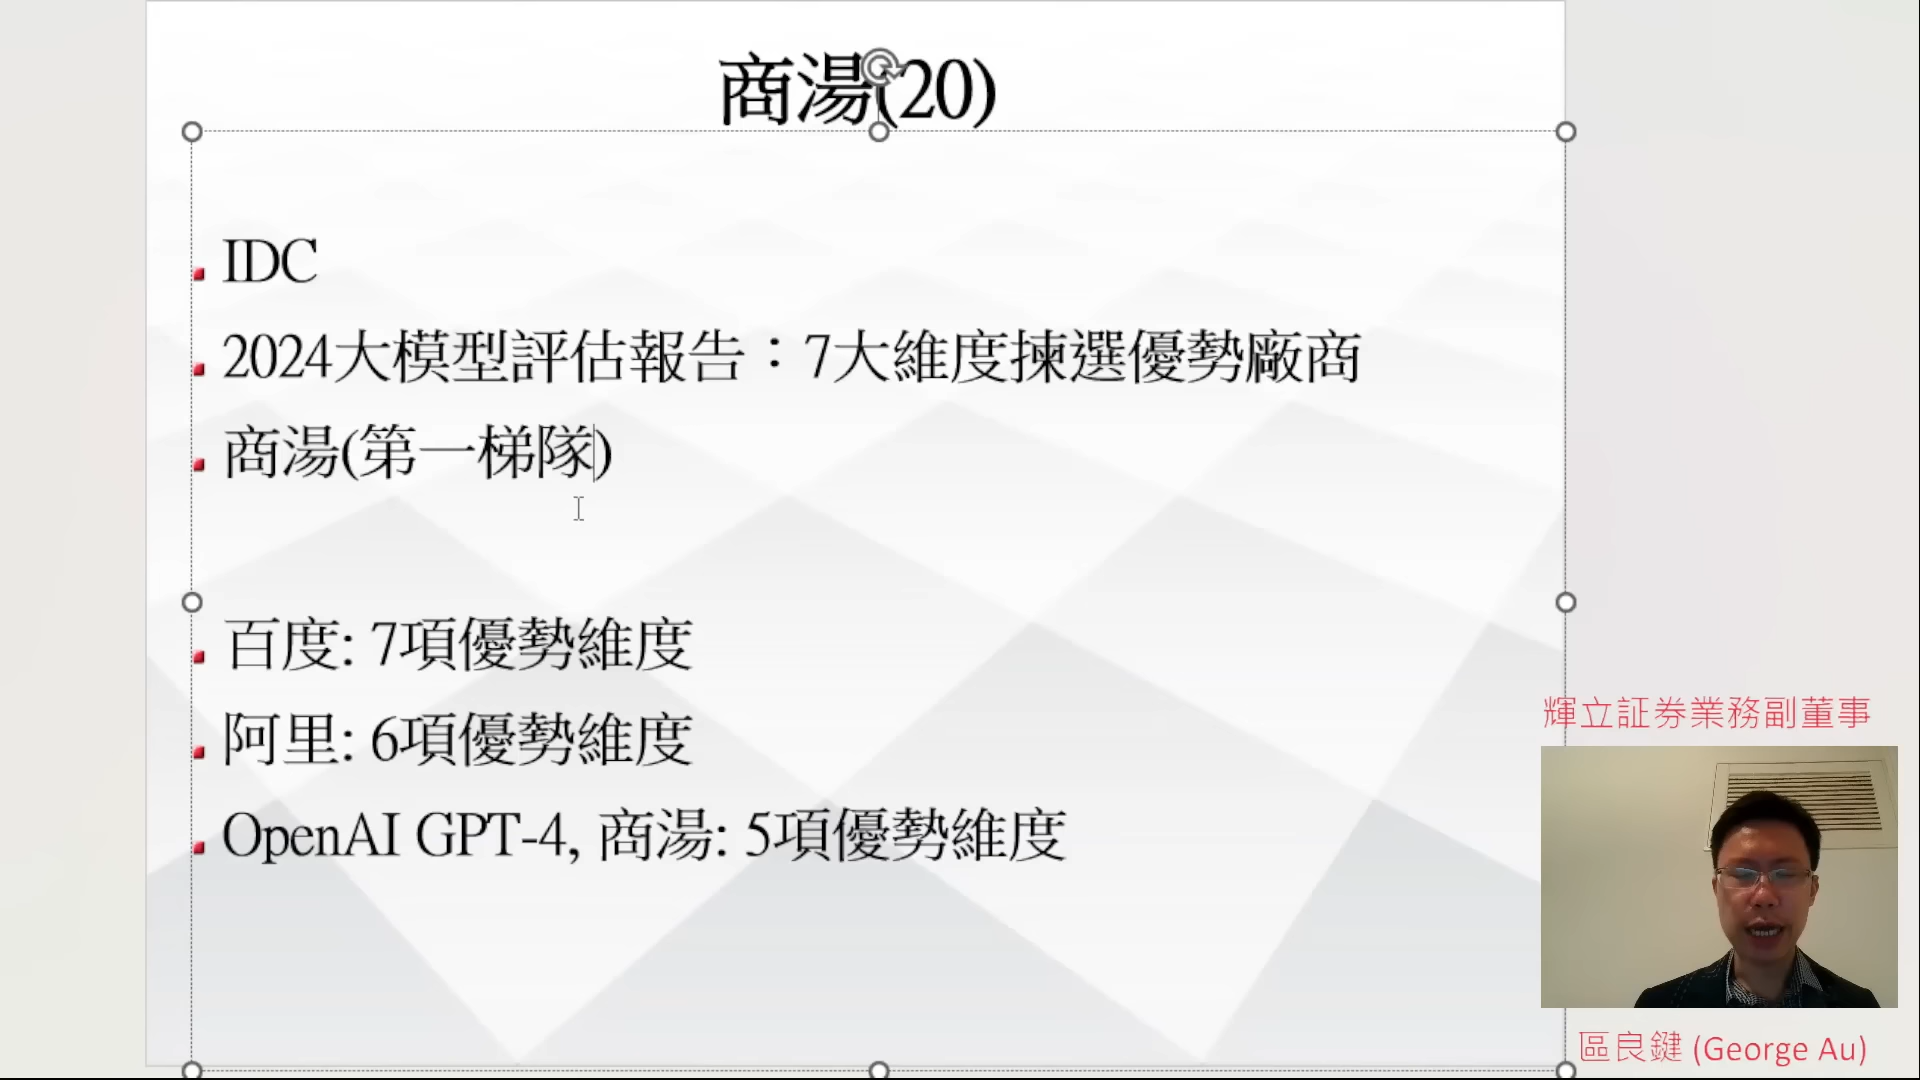 商湯(20)
IDC
2024大模型評估報告：7大維度揀選優勢廠商
商湯(第一梯隊)
百度: 7項優勢維度
阿里: 6項優勢維度
OpenAI GPT-4, 商湯: 5項優勢維度
輝立証券業務副董事
區良鍵 (George Au)